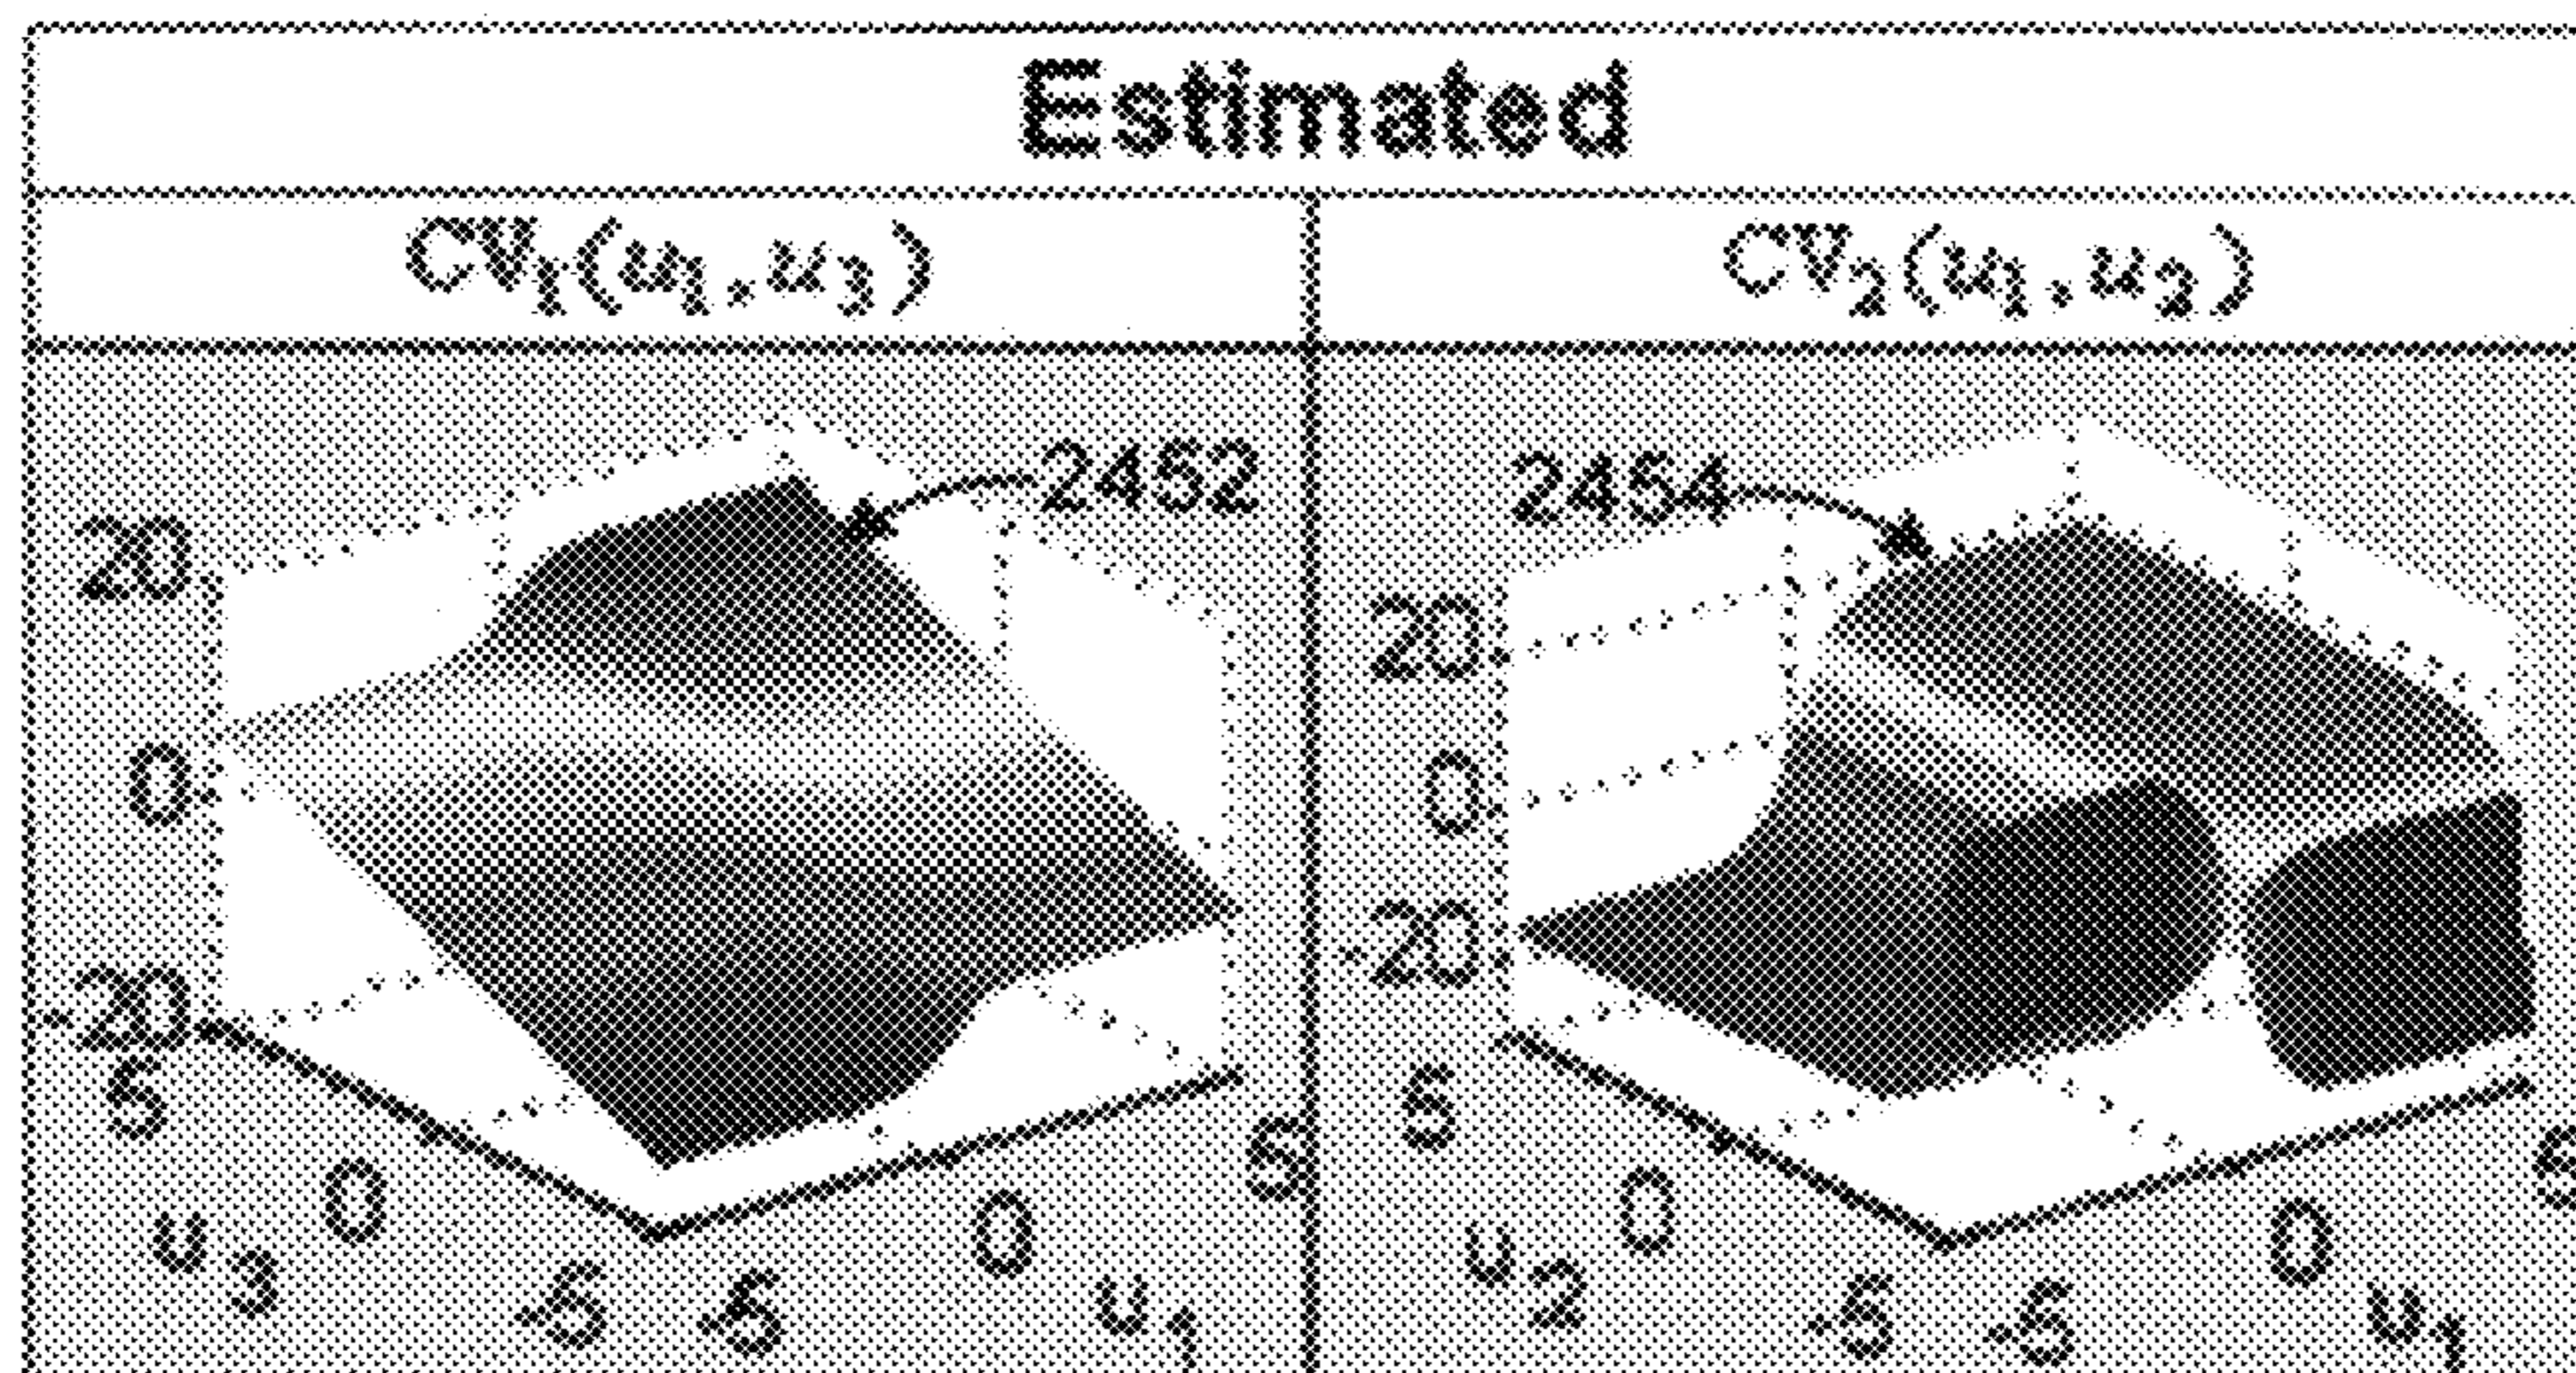 Estimated
CV₁(u₁,u₃) CV₂(u₁,u₂)
2452 2454
20 20
0 0
-20 -20
5 5 5
0 0 0 0
u₃ u₁ u₂ u₁
-5 -5 -5 -5